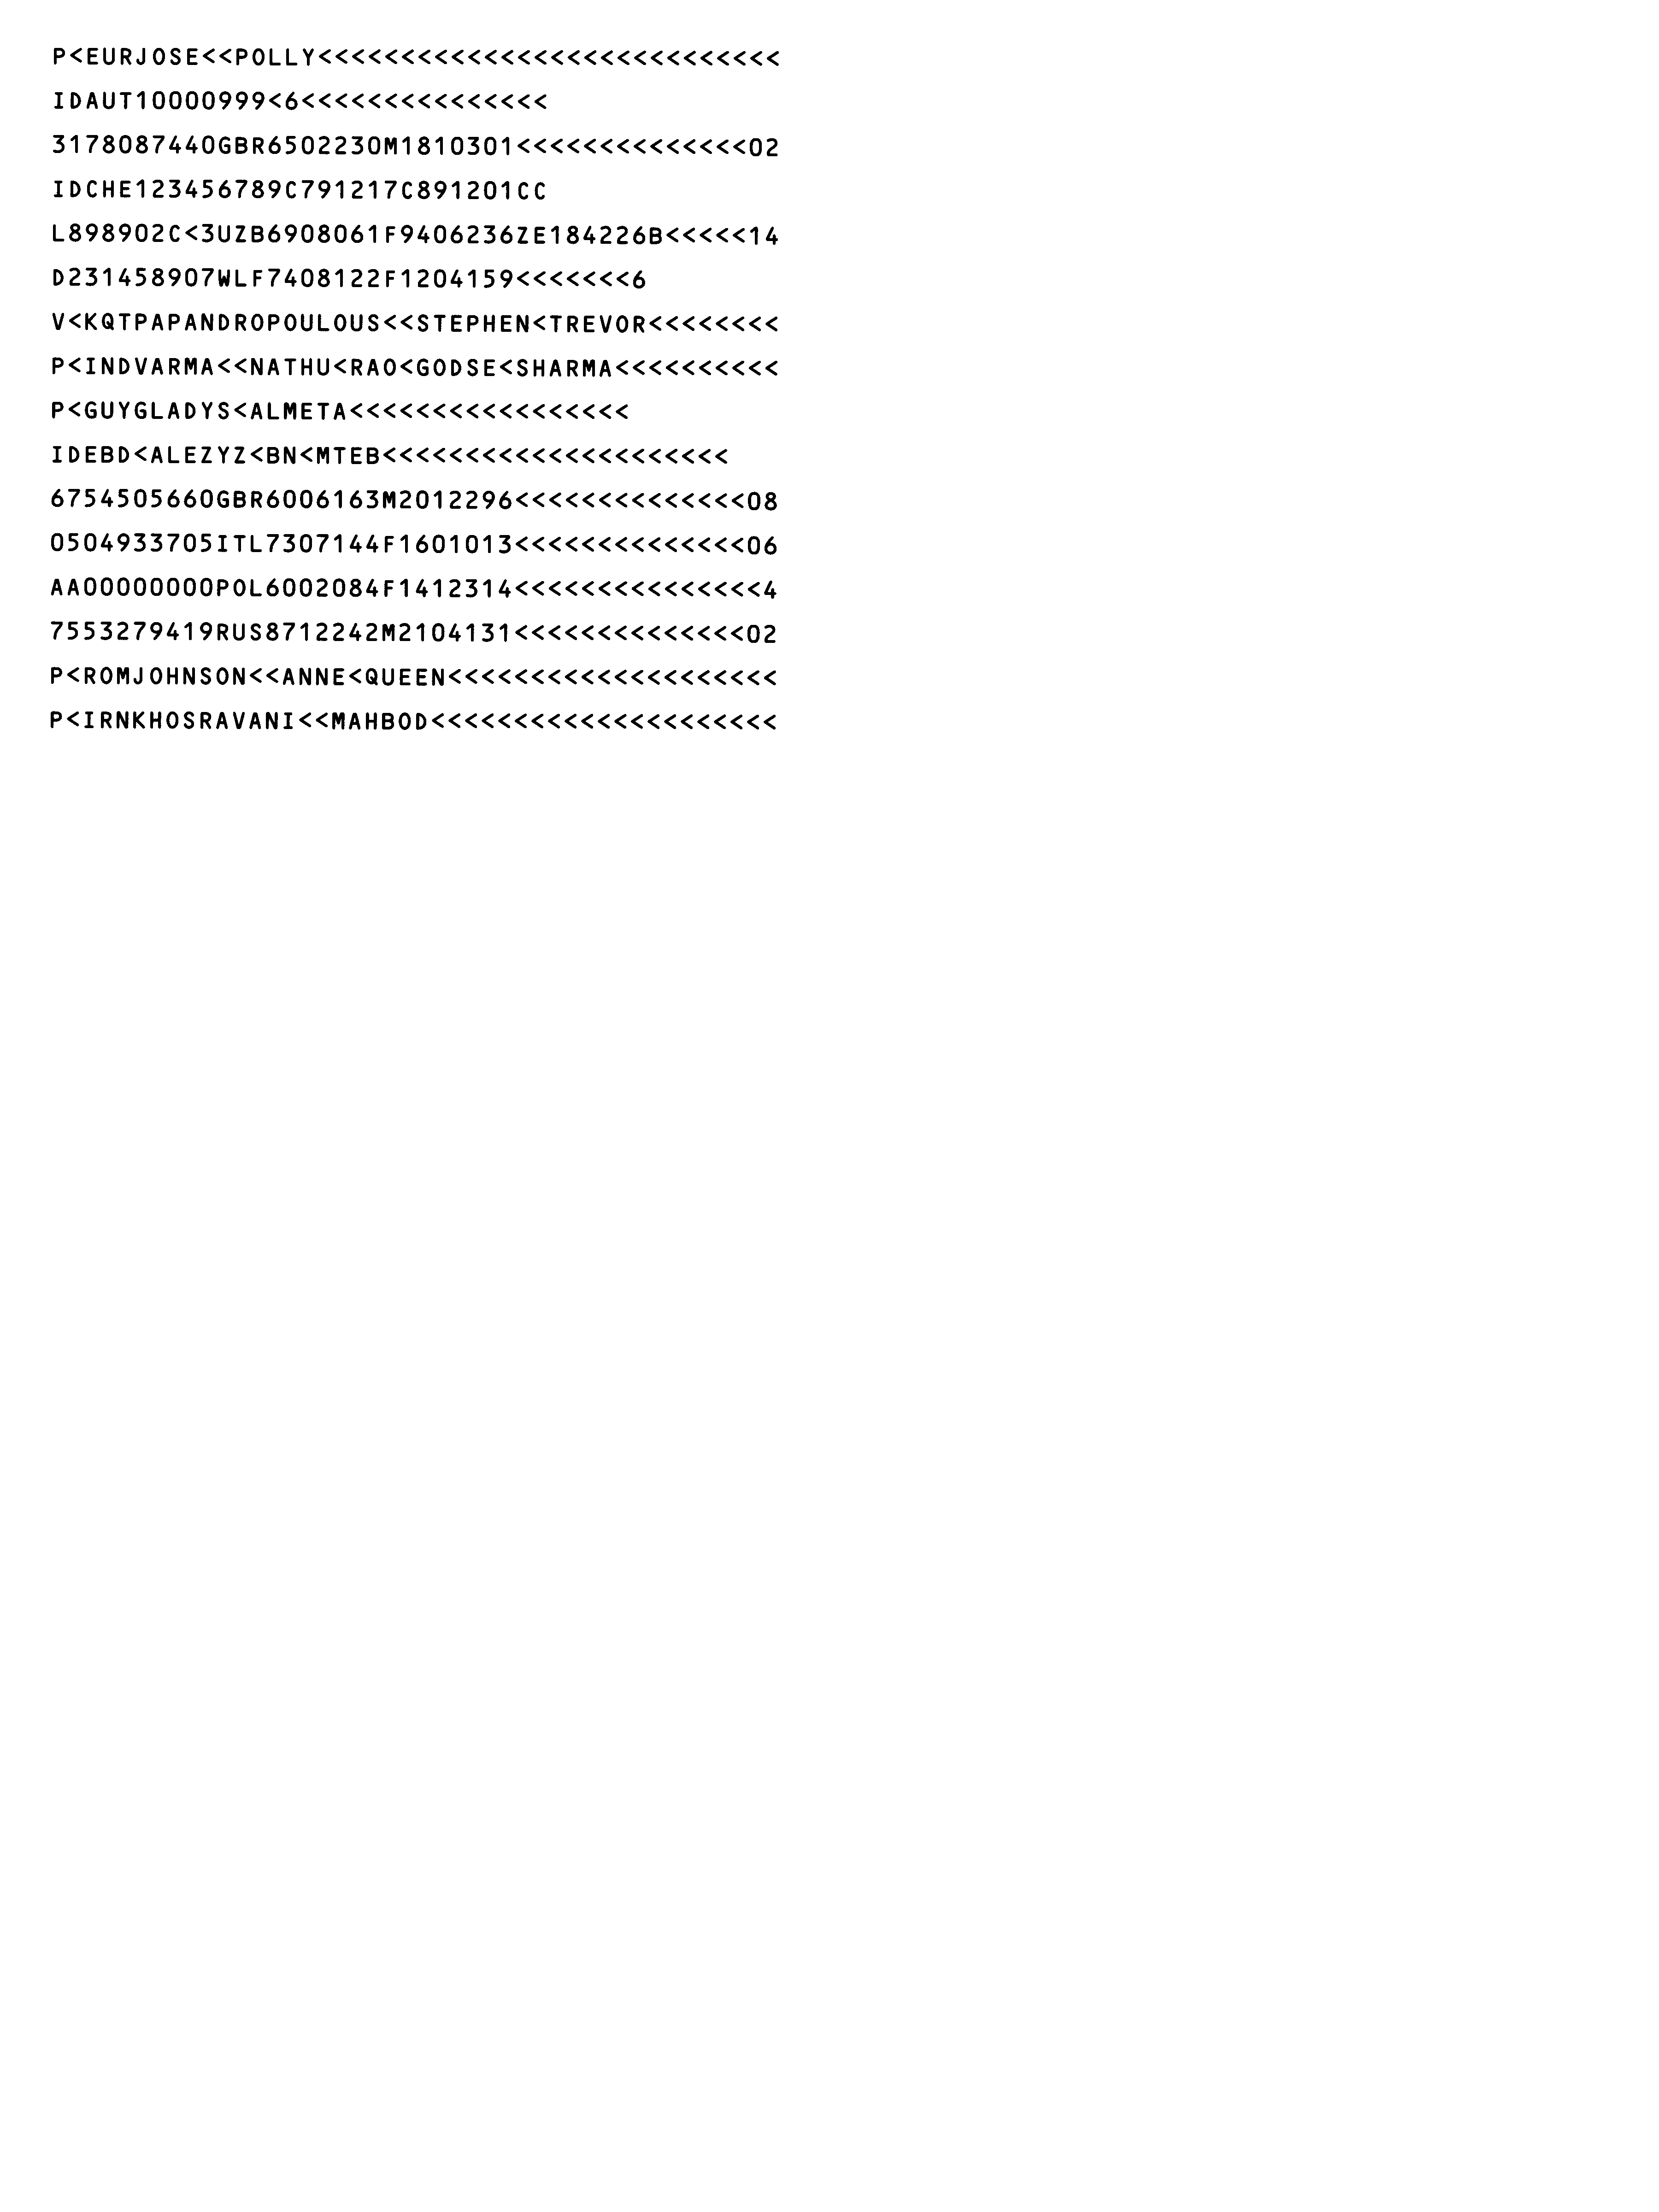 P<EURJOSE<<POLLY<<<<<<<<<<<<<<<<<<<<<<<<<<<<
IDAUT10000999<6<<<<<<<<<<<<<<<
3178087440GBR6502230M1810301<<<<<<<<<<<<<<02
IDCHE123456789C791217C891201CC
L898902C<3UZB6908061F9406236ZE184226B<<<<<14
D231458907WLF7408122F1204159<<<<<<<6
V<KQTPAPANDROPOULOUS<<STEPHEN<TREVOR<<<<<<<<
P<INDVARMA<<NATHU<RAO<GODSE<SHARMA<<<<<<<<<<
P<GUYGLADYS<ALMETA<<<<<<<<<<<<<<<<<
IDEBD<ALEZYZ<BN<MTEB<<<<<<<<<<<<<<<<<<<<<
6754505660GBR6006163M2012296<<<<<<<<<<<<<<08
0504933705ITL7307144F1601013<<<<<<<<<<<<<<06
AA00000000POL6002084F1412314<<<<<<<<<<<<<<<4
7553279419RUS8712242M2104131<<<<<<<<<<<<<<02
P<ROMJOHNSON<<ANNE<QUEEN<<<<<<<<<<<<<<<<<<<<
P<IRNKHOSRAVANI<<MAHBOD<<<<<<<<<<<<<<<<<<<<<